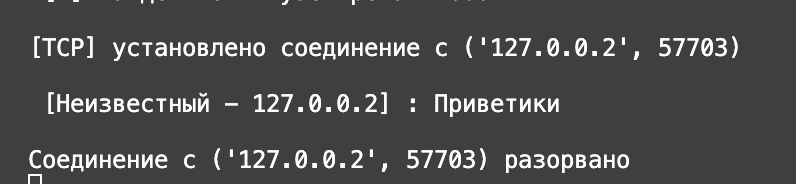 [TCP] установлено соединение с ('127.0.0.2', 57703)
[Неизвестный - 127.0.0.2] : Приветики
Соединение с ('127.0.0.2', 57703) разорвано